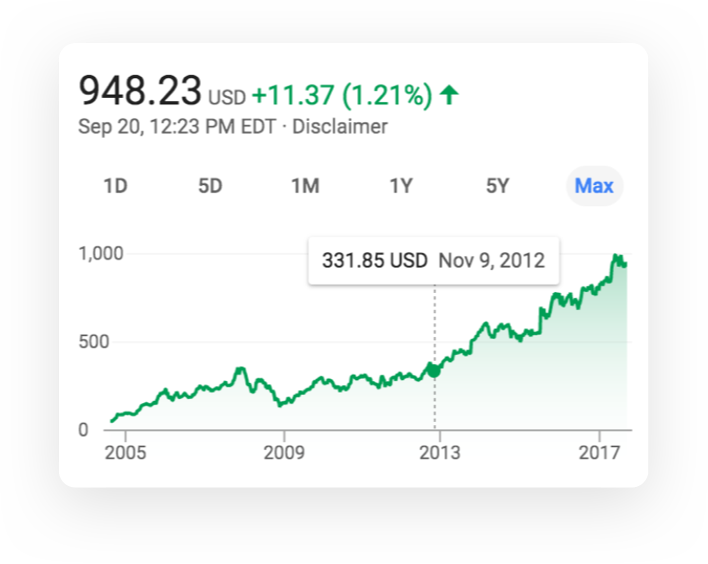 948.23 USD +11.37 (1.21%) ↑
Sep 20, 12:23 PM EDT · Disclaimer
1D 5D 1M 1Y 5Y Max
331.85 USD Nov 9, 2012
1,000
500
0
2005 2009 2013 2017